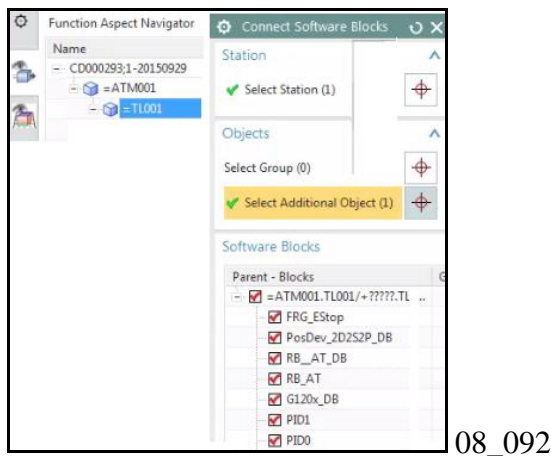 Function Aspect Navigator
Name
CD000293;1-20150929
=ATM001
=TL001
Connect Software Blocks
Station
Select Station (1)
Objects
Select Group (0)
Select Additional Object (1)
Software Blocks
Parent - Blocks
=ATM001.TL001/+?????.TL ..
FRG_EStop
PosDev_2D2S2P_DB
RB__AT_DB
RB_AT
G120x_DB
PID1
PID0
08_092